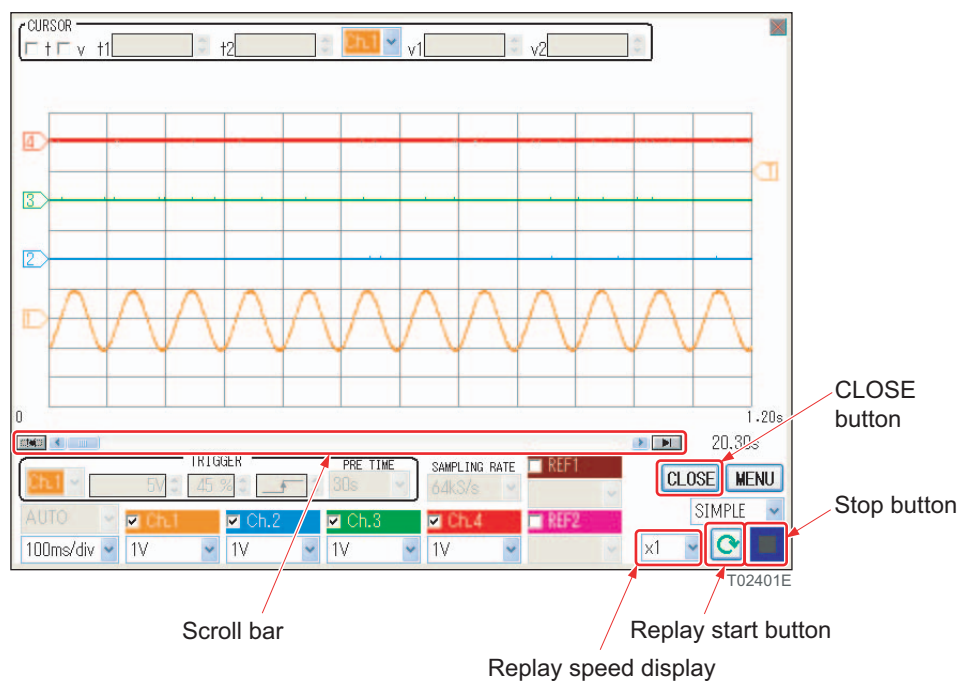 CURSOR
t v t1 t2 Ch.1 v1 v2
4
T
3
2
1
0 1.20s
20.30s
TRIGGER PRE TIME SAMPLING RATE REF1
Ch.1 5V 45 % 30s 64kS/s
CLOSE MENU
AUTO Ch.1 Ch.2 Ch.3 Ch.4 REF2 SIMPLE
100ms/div 1V 1V 1V 1V x1
T02401E
CLOSE
button
Stop button
Scroll bar
Replay start button
Replay speed display